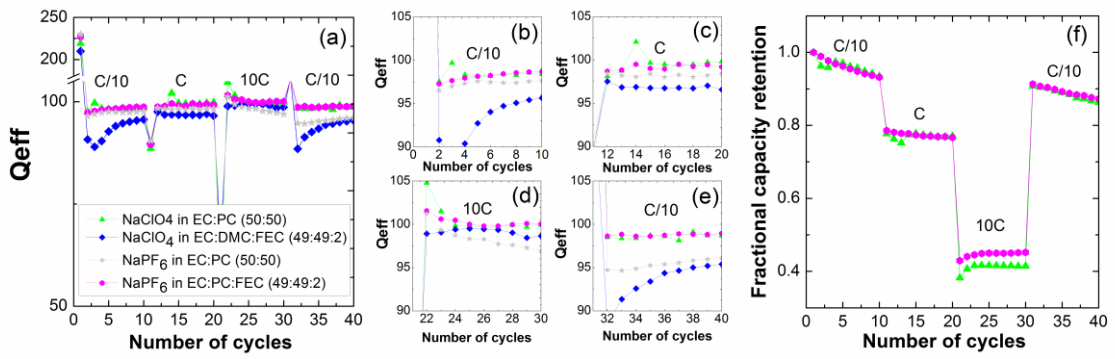 250
200
100
50
Qeff
(a)
C/10
C
10C
C/10
NaClO4 in EC:PC (50:50)
NaClO4 in EC:DMC:FEC (49:49:2)
NaPF6 in EC:PC (50:50)
NaPF6 in EC:PC:FEC (49:49:2)
0 5 10 15 20 25 30 35 40
Number of cycles
105
100
95
90
Qeff
(b)
C/10
0 2 4 6 8 10
Number of cycles
105
100
95
90
Qeff
(c)
C
12 14 16 18 20
Number of cycles
105
100
95
90
Qeff
(d)
10C
22 24 26 28 30
Number of cycles
105
100
95
90
Qeff
(e)
C/10
32 34 36 38 40
Number of cycles
Fractional capacity retention
1.0
0.8
0.6
0.4
(f)
C/10
C
10C
C/10
0 5 10 15 20 25 30 35 40
Number of cycles